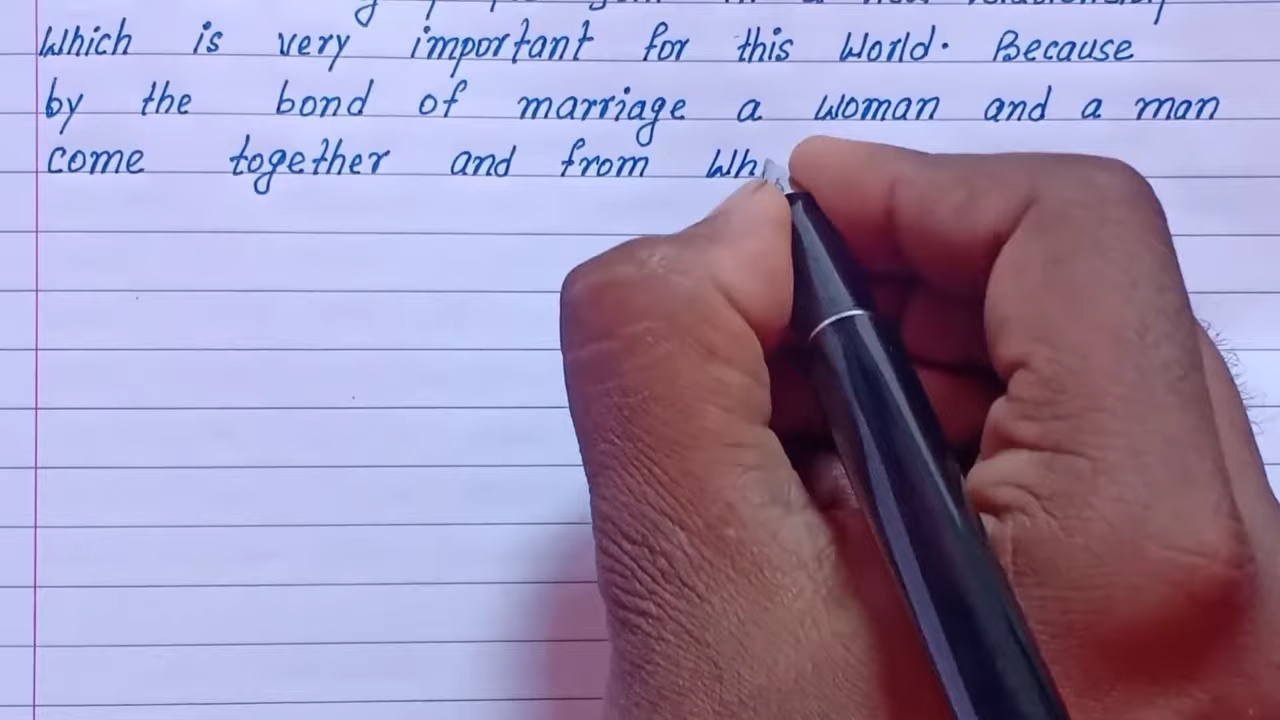 Which is very important for this World. Because
by the bond of marriage a woman and a man
come together and from Whi